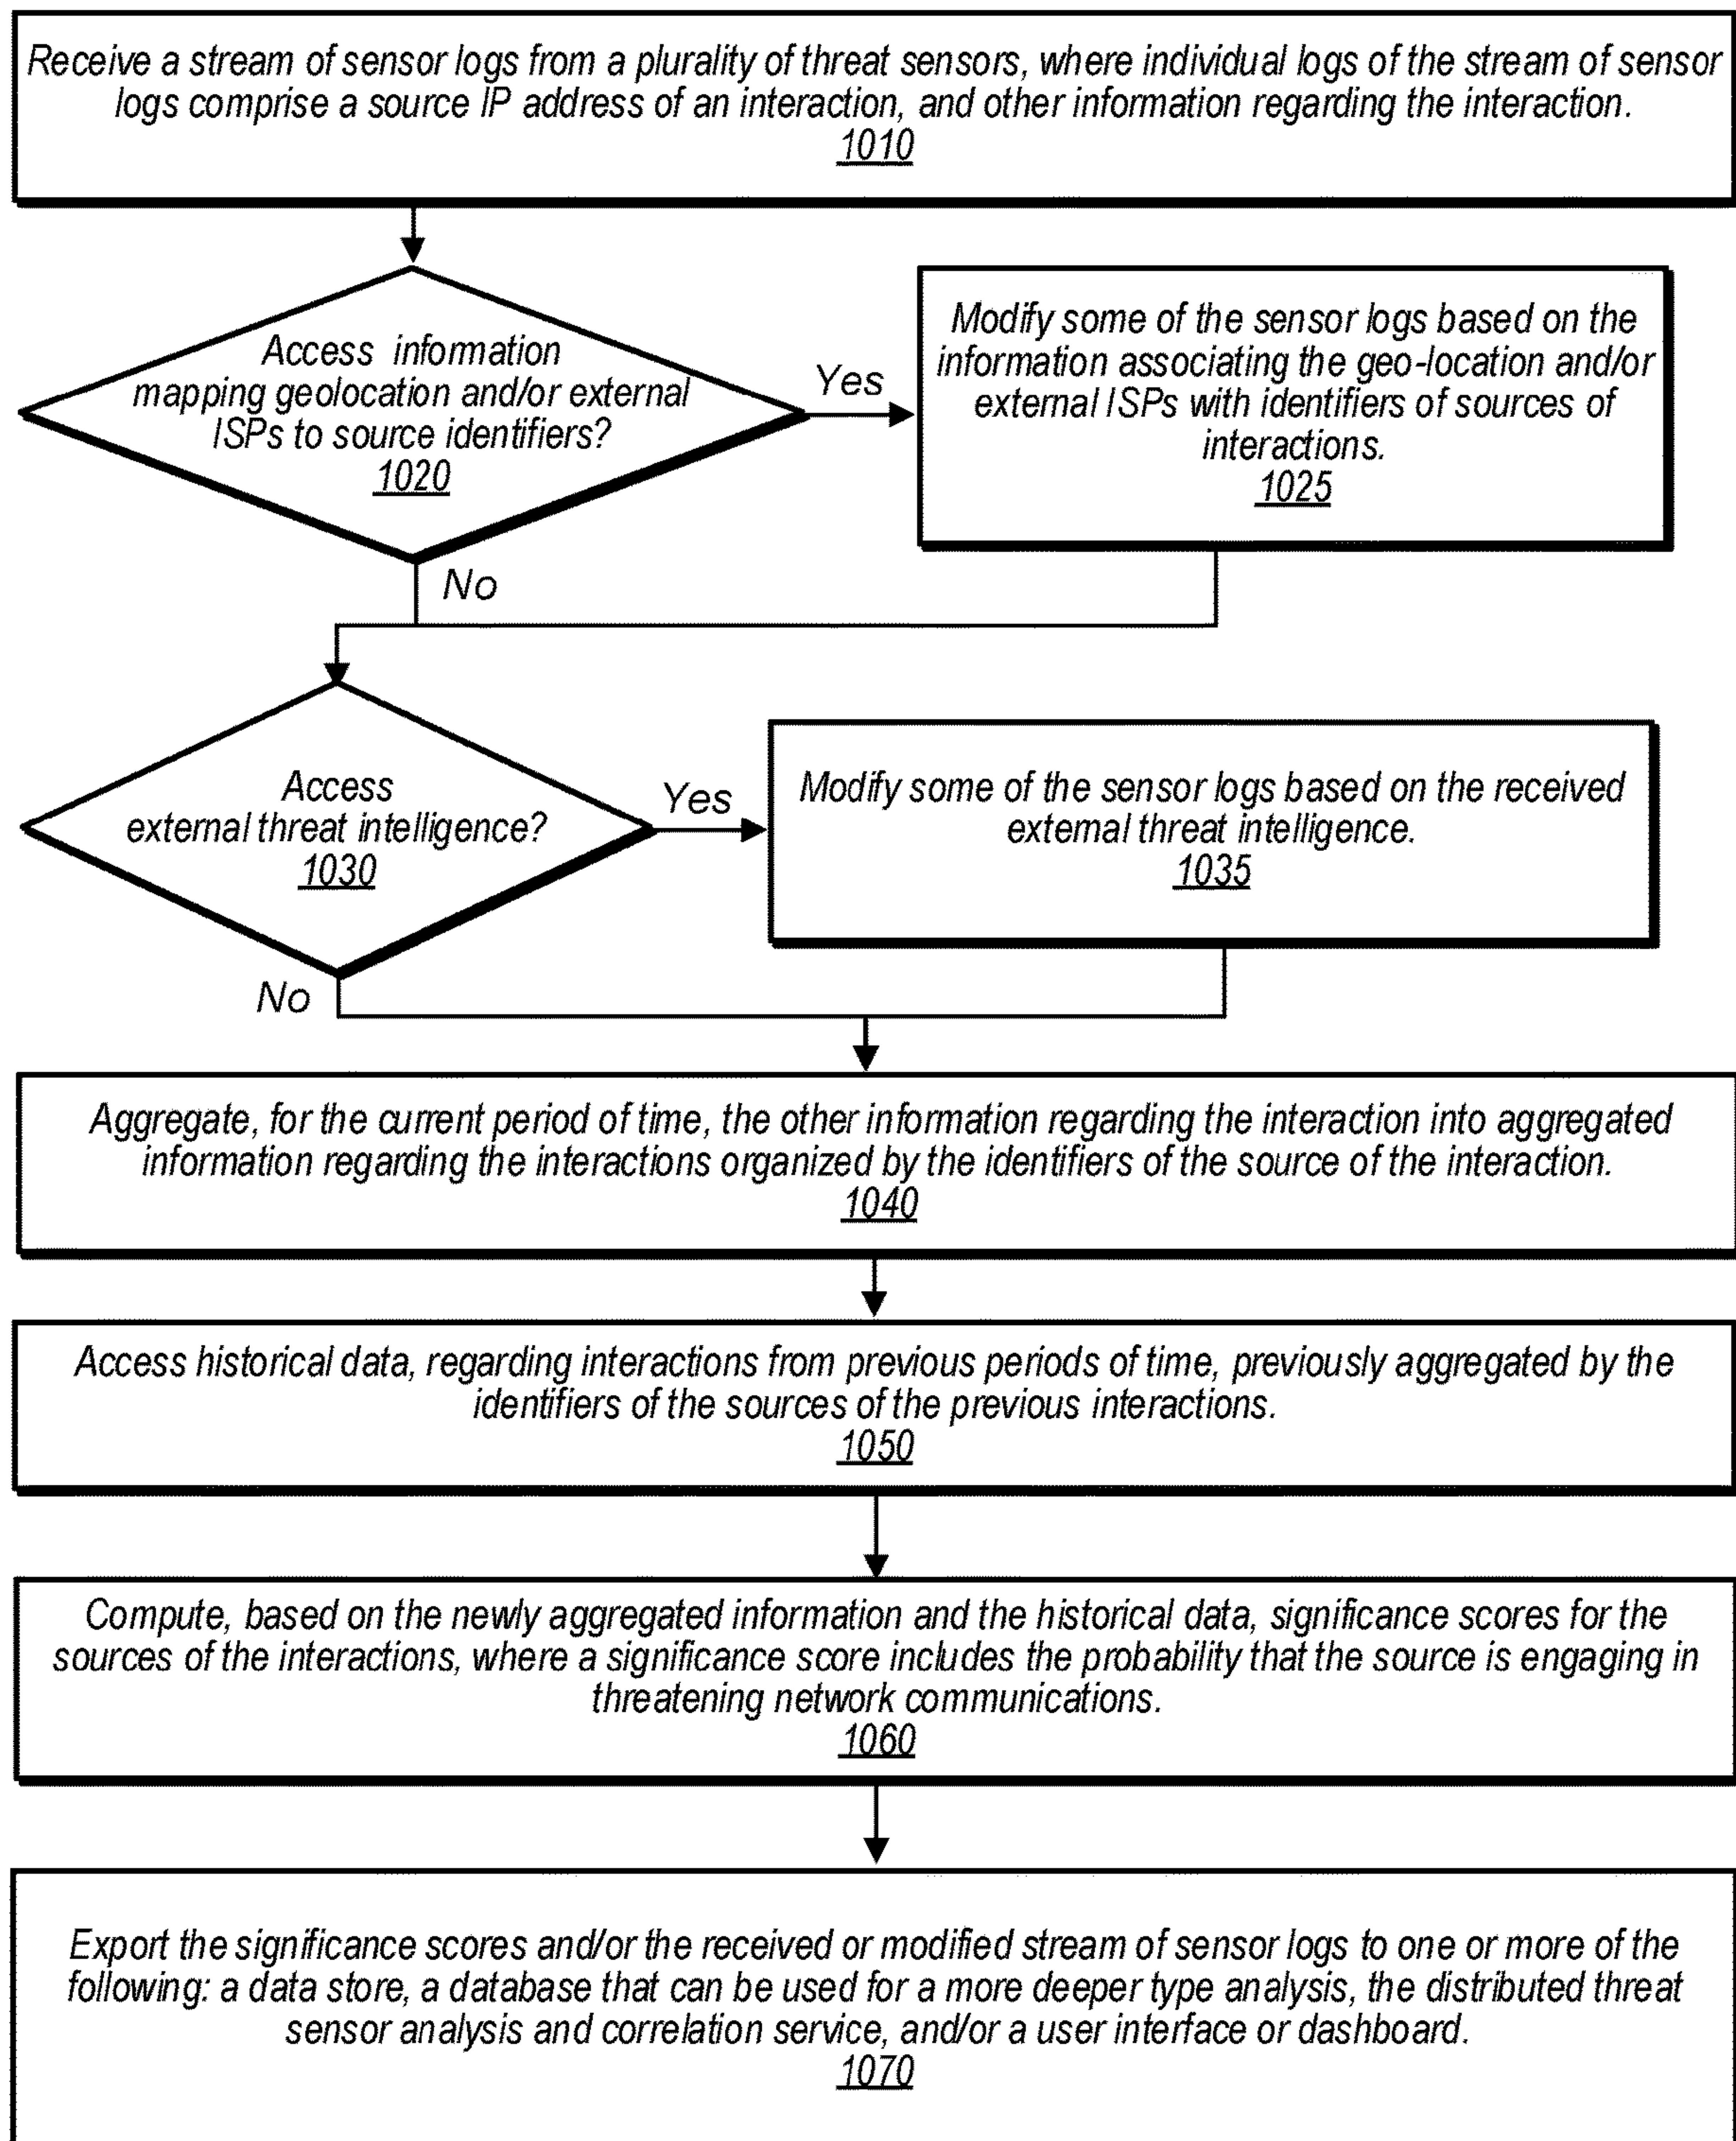 Receive a stream of sensor logs from a plurality of threat sensors, where individual logs of the stream of sensor
logs comprise a source IP address of an interaction, and other information regarding the interaction.
1010
Access information
mapping geolocation and/or external
ISPs to source identifiers?
1020
Yes
Modify some of the sensor logs based on the
information associating the geo-location and/or
external ISPs with identifiers of sources of
interactions.
1025
No
Access
external threat intelligence?
1030
Yes
Modify some of the sensor logs based on the received
external threat intelligence.
1035
No
Aggregate, for the current period of time, the other information regarding the interaction into aggregated
information regarding the interactions organized by the identifiers of the source of the interaction.
1040
Access historical data, regarding interactions from previous periods of time, previously aggregated by the
identifiers of the sources of the previous interactions.
1050
Compute, based on the newly aggregated information and the historical data, significance scores for the
sources of the interactions, where a significance score includes the probability that the source is engaging in
threatening network communications.
1060
Export the significance scores and/or the received or modified stream of sensor logs to one or more of the
following: a data store, a database that can be used for a more deeper type analysis, the distributed threat
sensor analysis and correlation service, and/or a user interface or dashboard.
1070